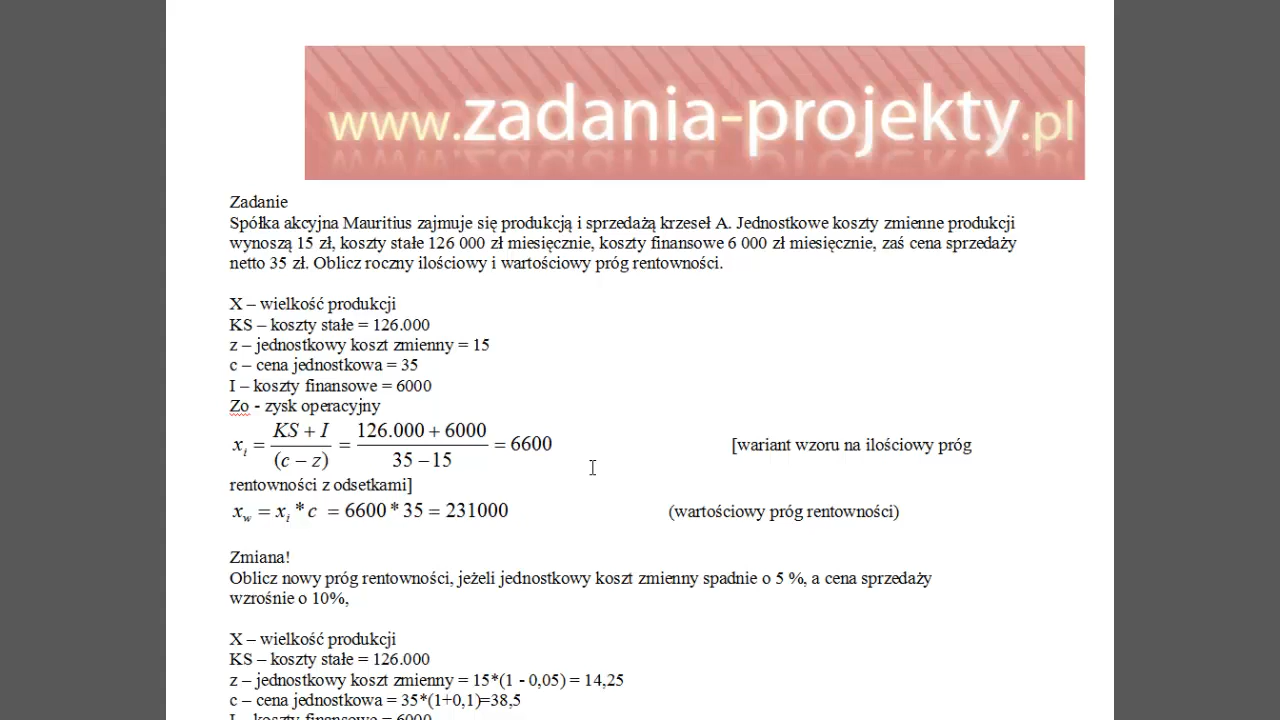 www.zadania-projekty.pl
Zadanie
Spółka akcyjna Mauritius zajmuje się produkcją i sprzedażą krzeseł A. Jednostkowe koszty zmienne produkcji
wynoszą 15 zł, koszty stałe 126 000 zł miesięcznie, koszty finansowe 6 000 zł miesięcznie, zaś cena sprzedaży
netto 35 zł. Oblicz roczny ilościowy i wartościowy próg rentowności.
X – wielkość produkcji
KS – koszty stałe = 126.000
z – jednostkowy koszt zmienny = 15
c – cena jednostkowa = 35
I – koszty finansowe = 6000
Zo - zysk operacyjny
x_i = (KS + I) / (c – z) = (126.000 + 6000) / (35 – 15) = 6600 [wariant wzoru na ilościowy próg
rentowności z odsetkami]
x_w = x_i * c = 6600 * 35 = 231000 (wartościowy próg rentowności)
Zmiana!
Oblicz nowy próg rentowności, jeżeli jednostkowy koszt zmienny spadnie o 5 %, a cena sprzedaży
wzrośnie o 10%,
X – wielkość produkcji
KS – koszty stałe = 126.000
z – jednostkowy koszt zmienny = 15*(1 - 0,05) = 14,25
c – cena jednostkowa = 35*(1+0,1)=38,5
I – koszty finansowe = 6000